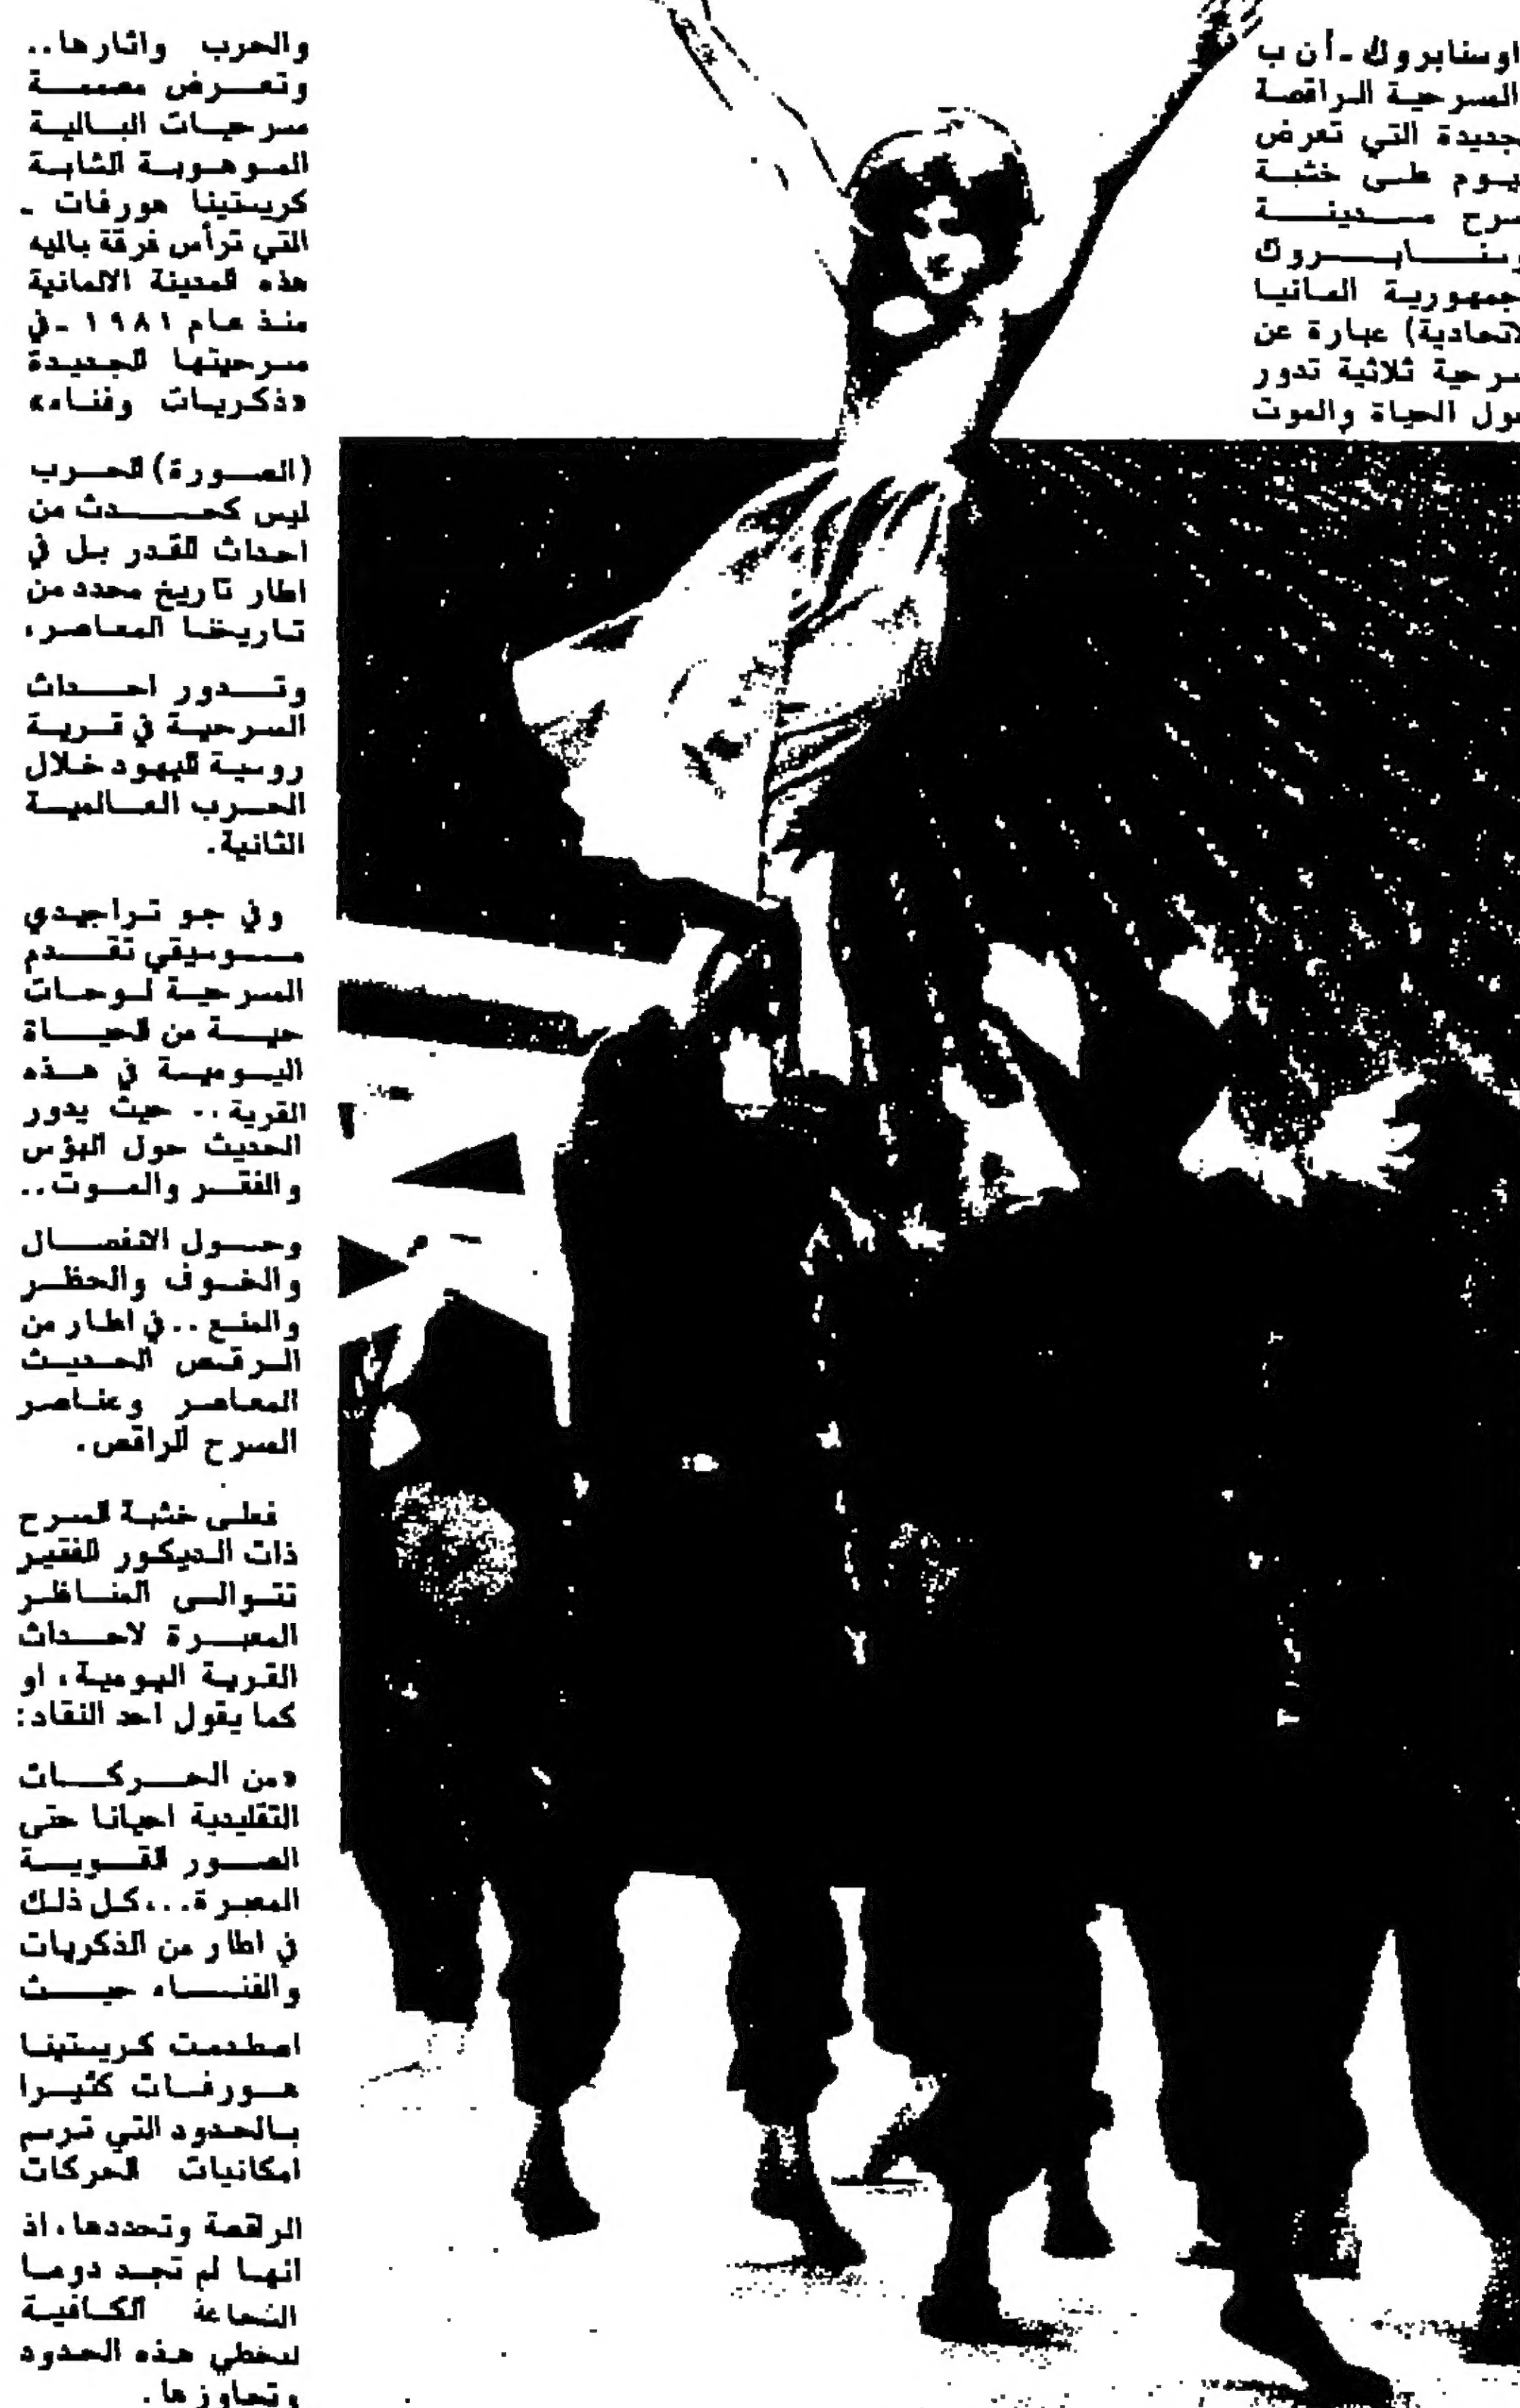 اوسنابروك ـ أن ب
المسرحية الراقصة
جديدة التي تعرض
يوم على خشبة
سرح مدينة
وسنابروك
جمهورية المانيا
لاتحادية) عبارة عن
سرحية ثلاثية تدور
حول الحياة والموت
والحرب واثارها..
وتعرض مصممة
مسرحيات البالية
الموهوبة الشابة
كريستينا هورفات ـ
التي ترأس فرقة باليه
هذه المدينة الالمانية
منذ عام ١٩٨١ ـ في
مسرحيتها الجديدة
«ذكريات وفناء»
(الصورة) الحرب
ليس كحدث من
احداث القدر بل في
اطار تاريخ محدد من
تاريخنا المعاصر،
وتدور احداث
المسرحية في قرية
روسية لليهود خلال
الحرب العالمية
الثانية.
وفي جو تراجيدي
موسيقي تقدم
المسرحية لوحات
حية عن الحياة
اليومية في هذه
القرية.. حيث يدور
الحديث حول البؤس
والفقر والموت..
وحول الانفصال
والخوف والحظر
والمنع.. في اطار من
الرقص الحديث
المعاصر وعناصر
المسرح الراقص.
فعلى خشبة المسرح
ذات الديكور الفقير
تتوالى المناظر
المعبرة لاحداث
القرية اليومية، او
كما يقول احد النقاد:
«من الحركات
التقليدية احيانا حتى
الصور القوية
المعبرة... كل ذلك
في اطار من الذكريات
والفناء، حيث
اصطدمت كريستينا
هورفات كثيرا
بالحدود التي ترسم
امكانيات الحركات
الراقصة وتحددها، اذ
انها لم تجد دوما
الشجاعة الكافية
لتخطي هذه الحدود
وتجاوزها.